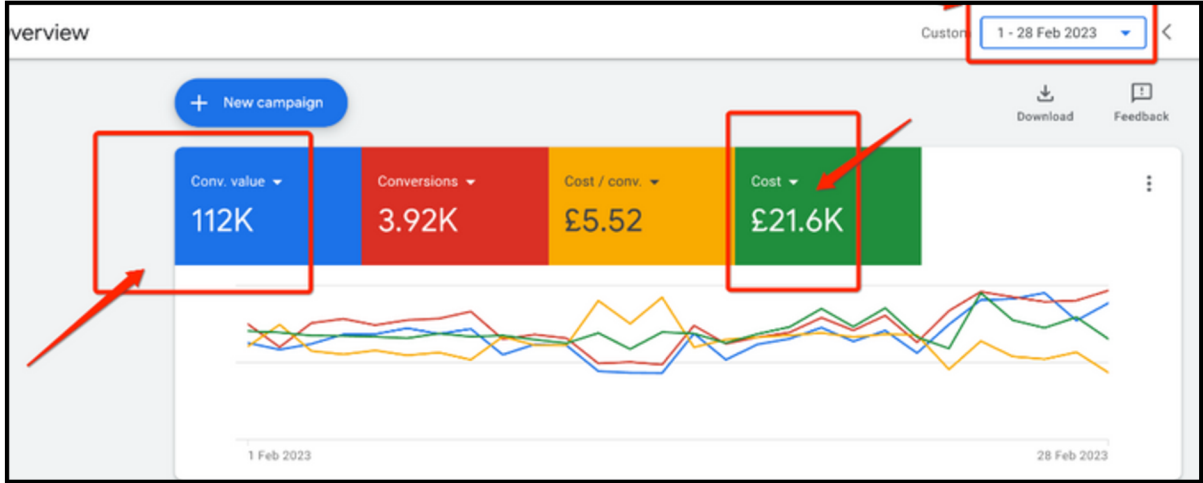 verview
Custom 1 - 28 Feb 2023
+ New campaign
Download Feedback
Conv. value Conversions Cost / conv. Cost
112K 3.92K £5.52 £21.6K
1 Feb 2023 28 Feb 2023